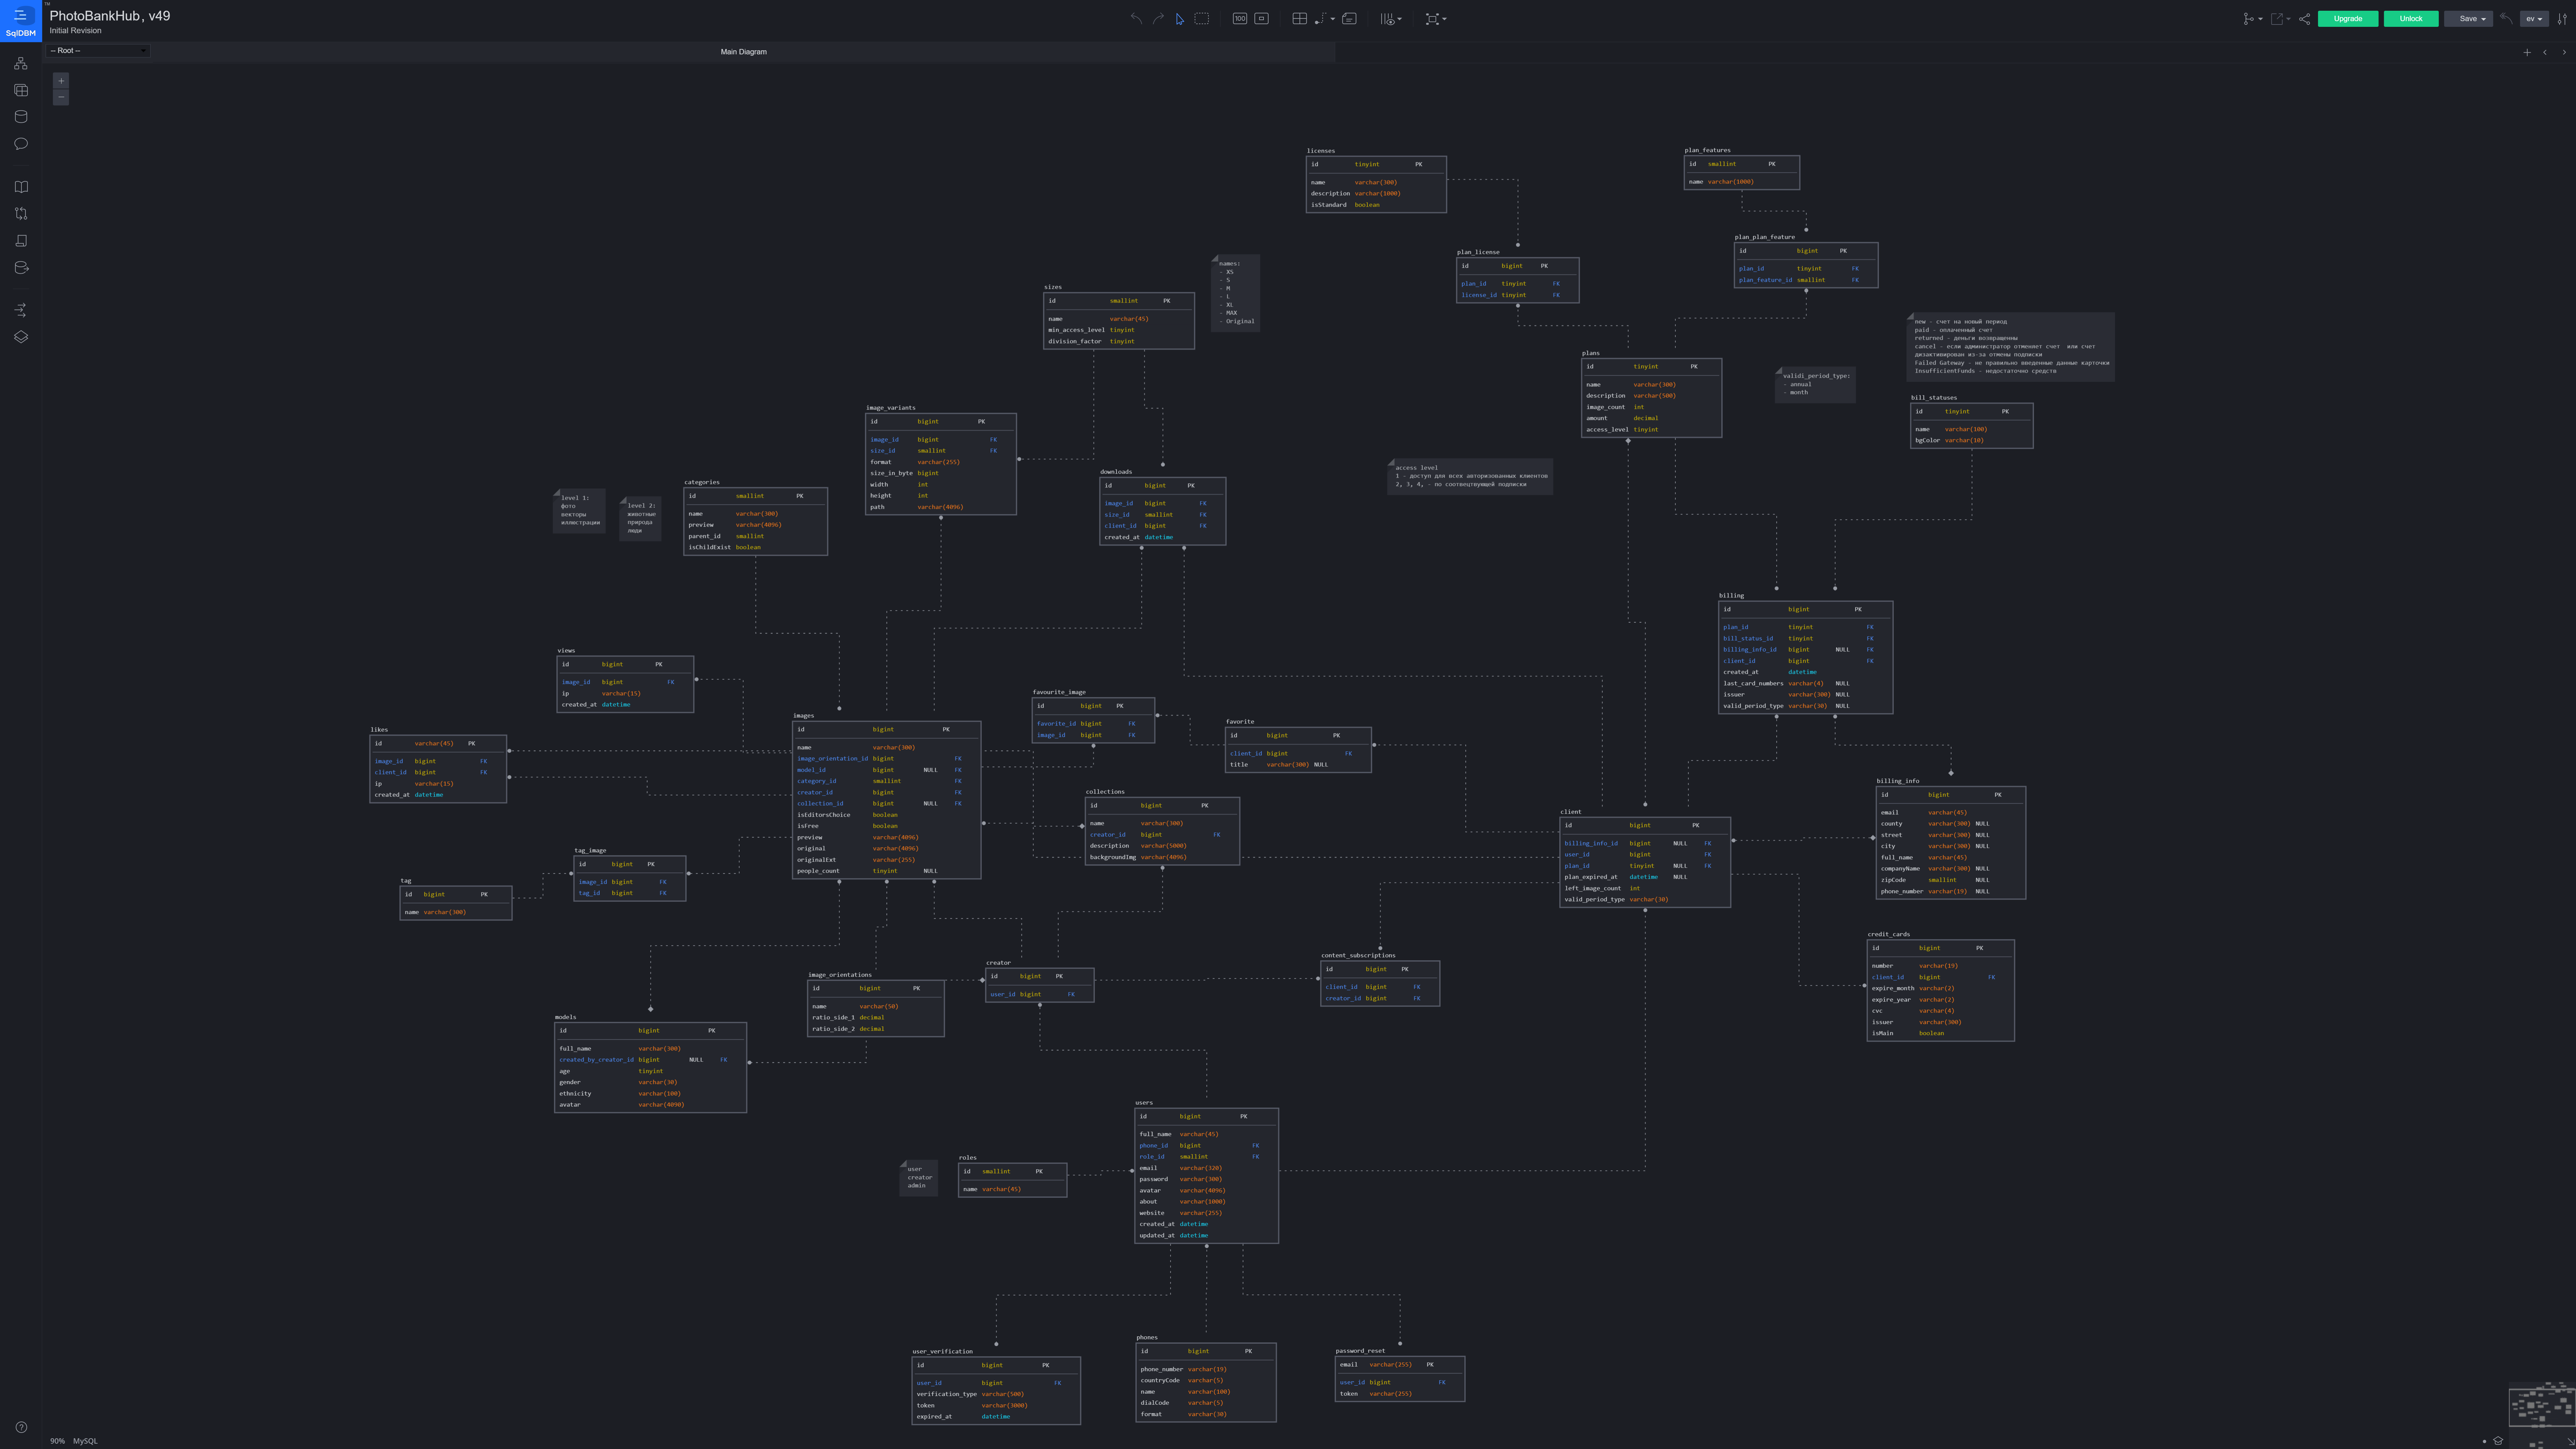 PhotoBankHub, v49
Initial Revision
SqlDBM
TM
100
Upgrade
Unlock
Save
ev
-- Root --
Main Diagram
licenses
id tinyint PK
name varchar(300)
description varchar(1000)
isStandard boolean
plan_features
id smallint PK
name varchar(1000)
plan_plan_feature
id bigint PK
plan_id tinyint FK
plan_feature_id smallint FK
plan_license
id bigint PK
plan_id tinyint FK
license_id tinyint FK
names:
- XS
- S
- M
- L
- XL
- MAX
- Original
sizes
id smallint PK
name varchar(45)
min_access_level tinyint
division_factor tinyint
new - счет на новый период
paid - оплаченный счет
returned - деньги возвращенны
cancel - если администратор отменяет счет или счет
дизактивирован из-за отмены подписки
Failed Gateway - не правильно введенные данные карточки
InsufficientFunds - недостаточно средств
plans
id tinyint PK
name varchar(300)
description varchar(500)
image_count int
amount decimal
access_level tinyint
validi_period_type:
- annual
- month
bill_statuses
id tinyint PK
name varchar(100)
bgColor varchar(10)
image_variants
id bigint PK
image_id bigint FK
size_id smallint FK
format varchar(255)
size_in_byte bigint
width int
height int
path varchar(4096)
access level
1 - доступ для всех авторизованных клиентов
2, 3, 4, - по соотвецтвующей подписки
downloads
id bigint PK
image_id bigint FK
size_id smallint FK
client_id bigint FK
created_at datetime
level 1:
фото
векторы
иллюстрации
level 2:
животные
природа
люди
categories
id smallint PK
name varchar(300)
preview varchar(4096)
parent_id smallint
isChildExist boolean
billing
id bigint PK
plan_id tinyint FK
bill_status_id tinyint FK
billing_info_id bigint NULL FK
client_id bigint FK
created_at datetime
last_card_numbers varchar(4) NULL
issuer varchar(300) NULL
valid_period_type varchar(30) NULL
views
id bigint PK
image_id bigint FK
ip varchar(15)
created_at datetime
favourite_image
id bigint PK
favorite_id bigint FK
image_id bigint FK
favorite
id bigint PK
client_id bigint FK
title varchar(300) NULL
images
id bigint PK
name varchar(300)
image_orientation_id bigint FK
model_id bigint NULL FK
category_id smallint FK
creator_id bigint FK
collection_id bigint NULL FK
isEditorsChoice boolean
isFree boolean
preview varchar(4096)
original varchar(4096)
originalExt varchar(255)
people_count tinyint NULL
likes
id varchar(45) PK
image_id bigint FK
client_id bigint FK
ip varchar(15)
created_at datetime
collections
id bigint PK
name varchar(300)
creator_id bigint FK
description varchar(5000)
backgroundImg varchar(4096)
client
id bigint PK
billing_info_id bigint NULL FK
user_id bigint FK
plan_id tinyint NULL FK
plan_expired_at datetime NULL
left_image_count int
valid_period_type varchar(30)
billing_info
id bigint PK
email varchar(45)
county varchar(300) NULL
street varchar(300) NULL
city varchar(300) NULL
full_name varchar(45)
companyName varchar(300) NULL
zipCode smallint NULL
phone_number varchar(19) NULL
tag_image
id bigint PK
image_id bigint FK
tag_id bigint FK
tag
id bigint PK
name varchar(300)
credit_cards
id bigint PK
number varchar(19)
client_id bigint FK
expire_month varchar(2)
expire_year varchar(2)
cvc varchar(4)
issuer varchar(300)
isMain boolean
content_subscriptions
id bigint PK
client_id bigint FK
creator_id bigint FK
creator
id bigint PK
user_id bigint FK
image_orientations
id bigint PK
name varchar(50)
ratio_side_1 decimal
ratio_side_2 decimal
models
id bigint PK
full_name varchar(300)
created_by_creator_id bigint NULL FK
age tinyint
gender varchar(30)
ethnicity varchar(100)
avatar varchar(4090)
users
id bigint PK
full_name varchar(45)
phone_id bigint FK
role_id smallint FK
email varchar(320)
password varchar(300)
avatar varchar(4096)
about varchar(1000)
website varchar(255)
created_at datetime
updated_at datetime
user
creator
admin
roles
id smallint PK
name varchar(45)
user_verification
id bigint PK
user_id bigint FK
verification_type varchar(500)
token varchar(3000)
expired_at datetime
phones
id bigint PK
phone_number varchar(19)
countryCode varchar(5)
name varchar(100)
dialCode varchar(5)
format varchar(30)
password_reset
email varchar(255) PK
user_id bigint FK
token varchar(255)
90% MySQL